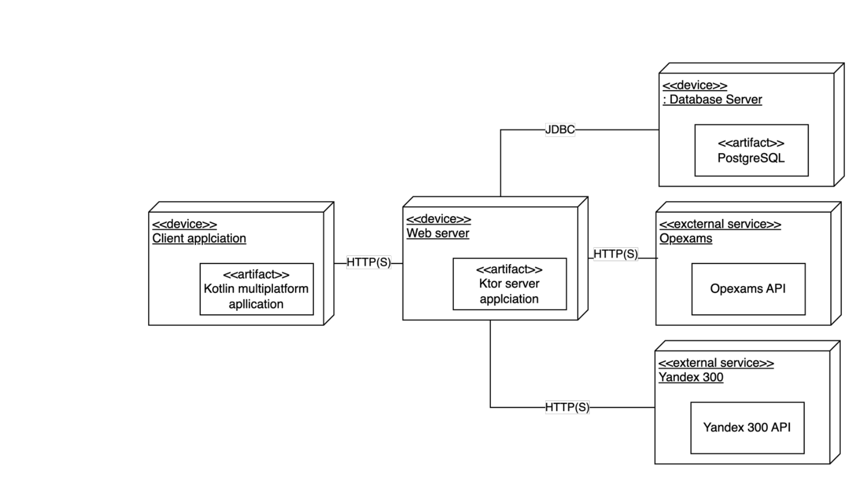 <<device>>
: Database Server
<<artifact>>
PostgreSQL
JDBC
<<device>>
Client applciation
<<artifact>>
Kotlin multiplatform
apllication
HTTP(S)
<<device>>
Web server
<<artifact>>
Ktor server
applciation
HTTP(S)
<<excternal service>>
Opexams
Opexams API
HTTP(S)
<<external service>>
Yandex 300
Yandex 300 API